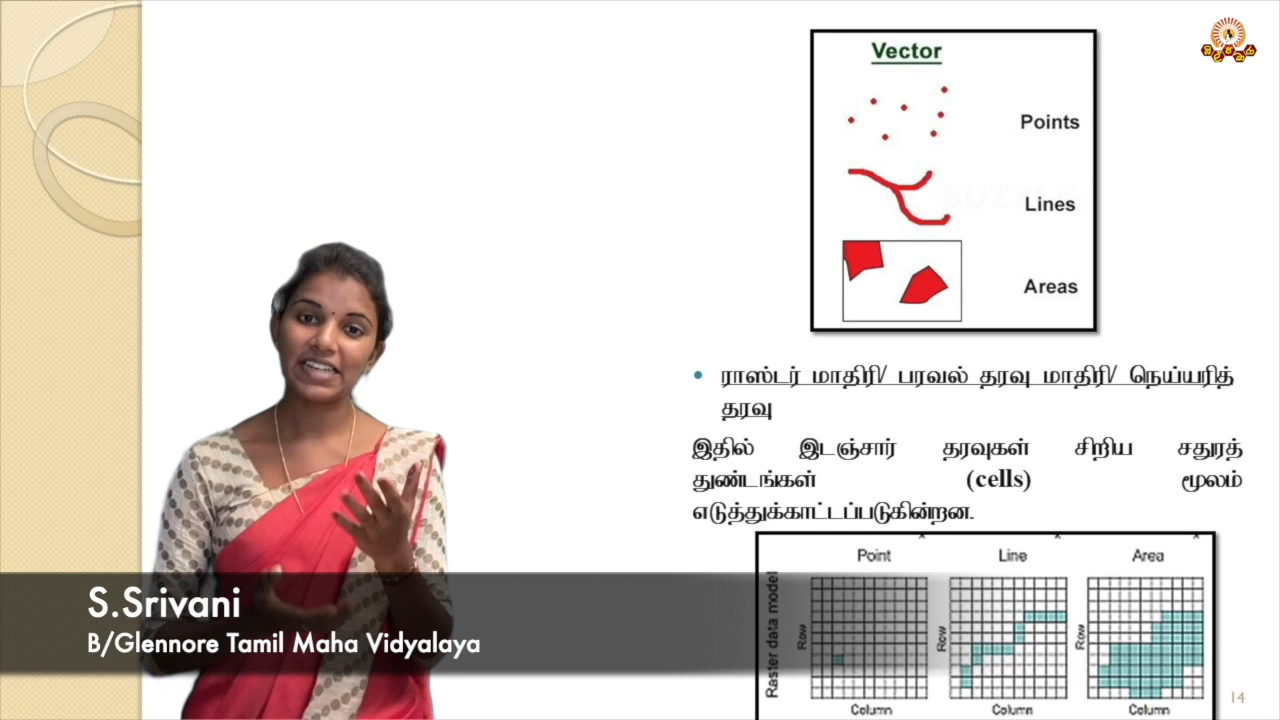 Vector
Points
Lines
Areas
ராஸ்டர் மாதிரி/ பரவல் தரவு மாதிரி/ நெய்யரித்
தரவு
இதில் இடஞ்சார் தரவுகள் சிறிய சதுரத்
துண்டங்கள் (cells) மூலம்
எடுத்துக்காட்டப்படுகின்றன.
Point Line Area
Raster data model
Row Row Row
Column Column Column
S.Srivani
B/Glennore Tamil Maha Vidyalaya
14